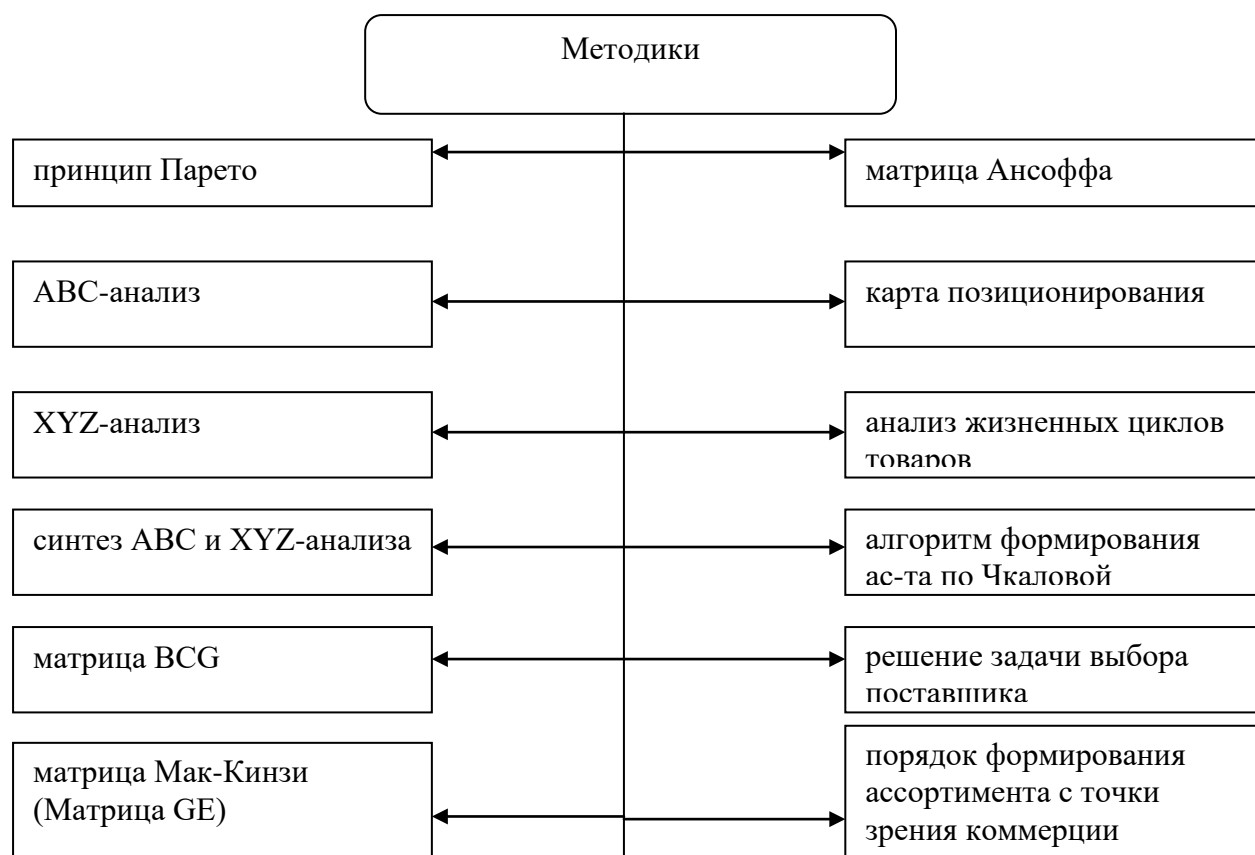 Методики
принцип Парето
матрица Ансоффа
АВС-анализ
карта позиционирования
XYZ-анализ
анализ жизненных циклов
товаров
синтез АВС и XYZ-анализа
алгоритм формирования
ас-та по Чкаловой
матрица BCG
решение задачи выбора
поставщика
матрица Мак-Кинзи
(Матрица GE)
порядок формирования
ассортимента с точки
зрения коммерции